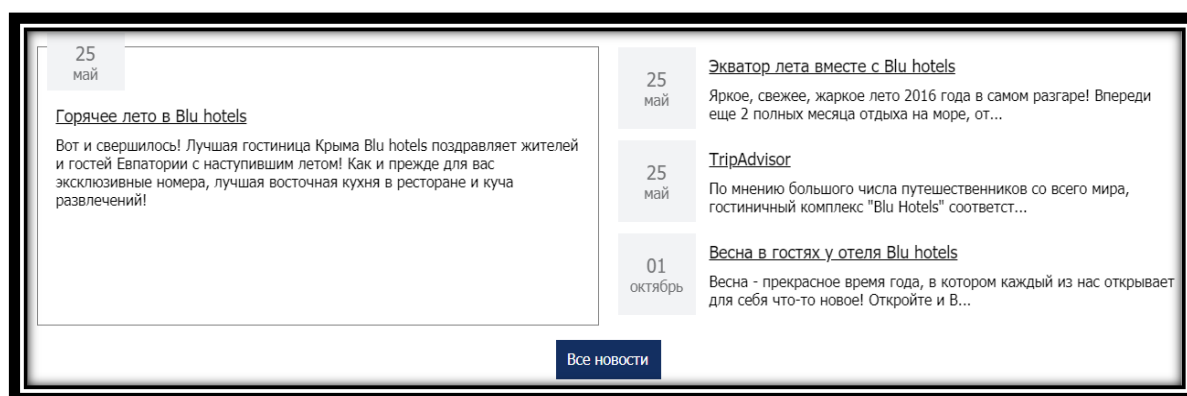 25
май
Горячее лето в Blu hotels
Вот и свершилось! Лучшая гостиница Крыма Blu hotels поздравляет жителей
и гостей Евпатории с наступившим летом! Как и прежде для вас
эксклюзивные номера, лучшая восточная кухня в ресторане и куча
развлечений!
25
май
Экватор лета вместе с Blu hotels
Яркое, свежее, жаркое лето 2016 года в самом разгаре! Впереди
еще 2 полных месяца отдыха на море, от...
25
май
TripAdvisor
По мнению большого числа путешественников со всего мира,
гостиничный комплекс "Blu Hotels" соответст...
01
октябрь
Весна в гостях у отеля Blu hotels
Весна - прекрасное время года, в котором каждый из нас открывает
для себя что-то новое! Откройте и В...
Все новости